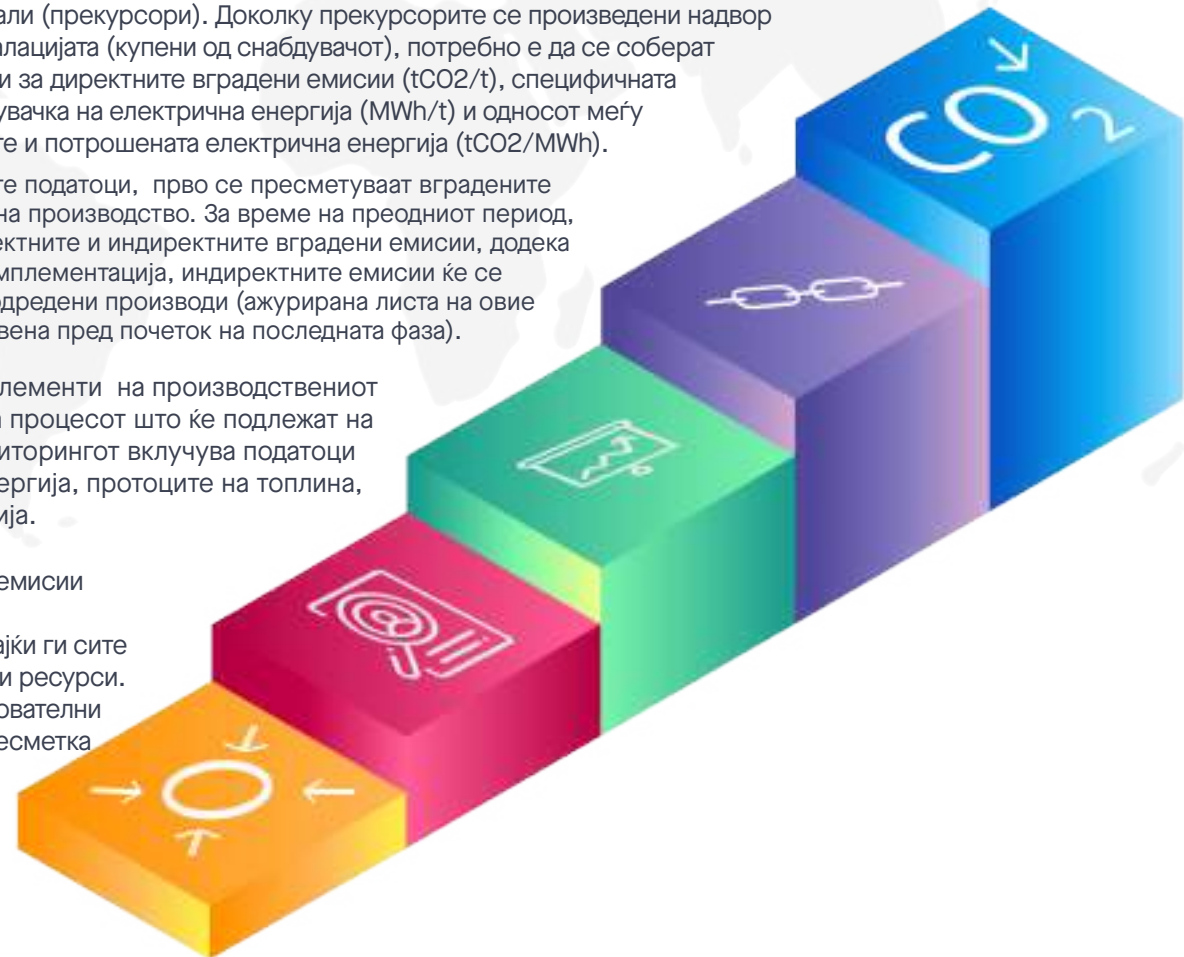 али (прекурсори). Доколку прекурсорите се произведени надвор
алацијата (купени од снабдувачот), потребно е да се соберат
и за директните вградени емисии (tCO2/t), специфичната
увачка на електрична енергија (MWh/t) и односот меѓу
те и потрошената електрична енергија (tCO2/MWh).
те податоци, прво се пресметуваат вградените
на производство. За време на преодниот период,
ектните и индиректните вградени емисии, додека
мплементација, индиректните емисии ќе се
одредени производи (ажурирана листа на овие
вена пред почеток на последната фаза).
лементи на производствениот
а процесот што ќе подлежат на
иторингот вклучува податоци
ергија, протоците на топлина,
ија.
емисии
ајќи ги сите
и ресурси.
ователни
есметка
CO2